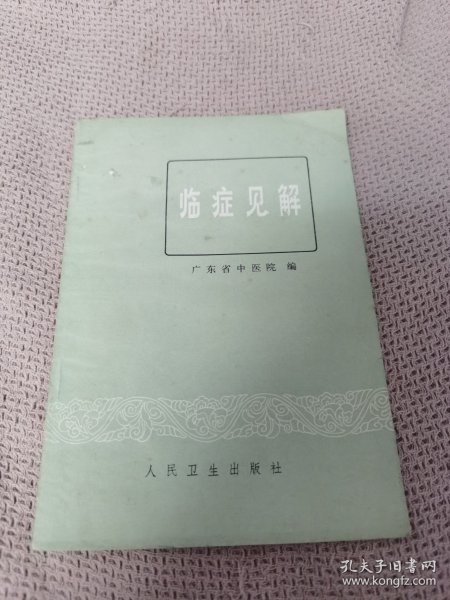 临症见解
广东省中医院 编
人民卫生出版社
孔夫子旧书网
www.kongfz.com